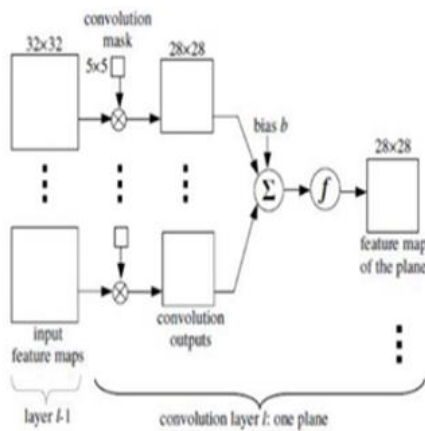 convolution
mask
32×32
5×5
28×28
bias b
Σ
f
28×28
feature map
of the plane
input
feature maps
convolution
outputs
layer l-1
convolution layer l: one plane